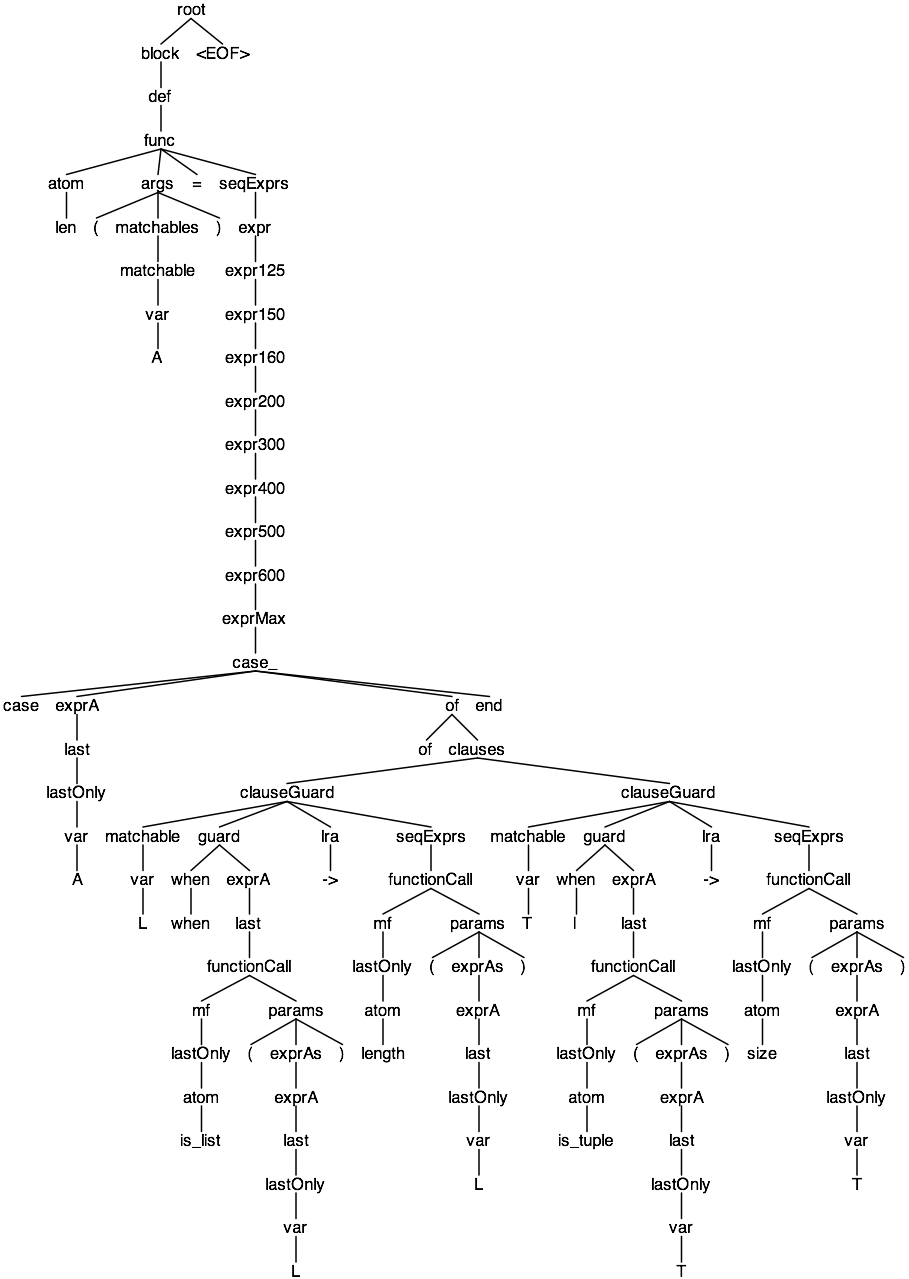 root
block <EOF>
def
func
atom args = seqExprs
len ( matchables ) expr
matchable expr125
var expr150
A expr160
expr200
expr300
expr400
expr500
expr600
exprMax
case_
case exprA of end
last of clauses
lastOnly clauseGuard clauseGuard
var matchable guard lra seqExprs matchable guard lra seqExprs
A var when exprA -> functionCall var when exprA -> functionCall
L when last mf params T | last mf params
functionCall lastOnly ( exprAs ) functionCall lastOnly ( exprAs )
mf params atom exprA mf params atom exprA
lastOnly ( exprAs ) length last lastOnly ( exprAs ) size last
atom exprA lastOnly atom exprA lastOnly
is_list last var is_tuple last var
lastOnly L lastOnly T
var var
L T